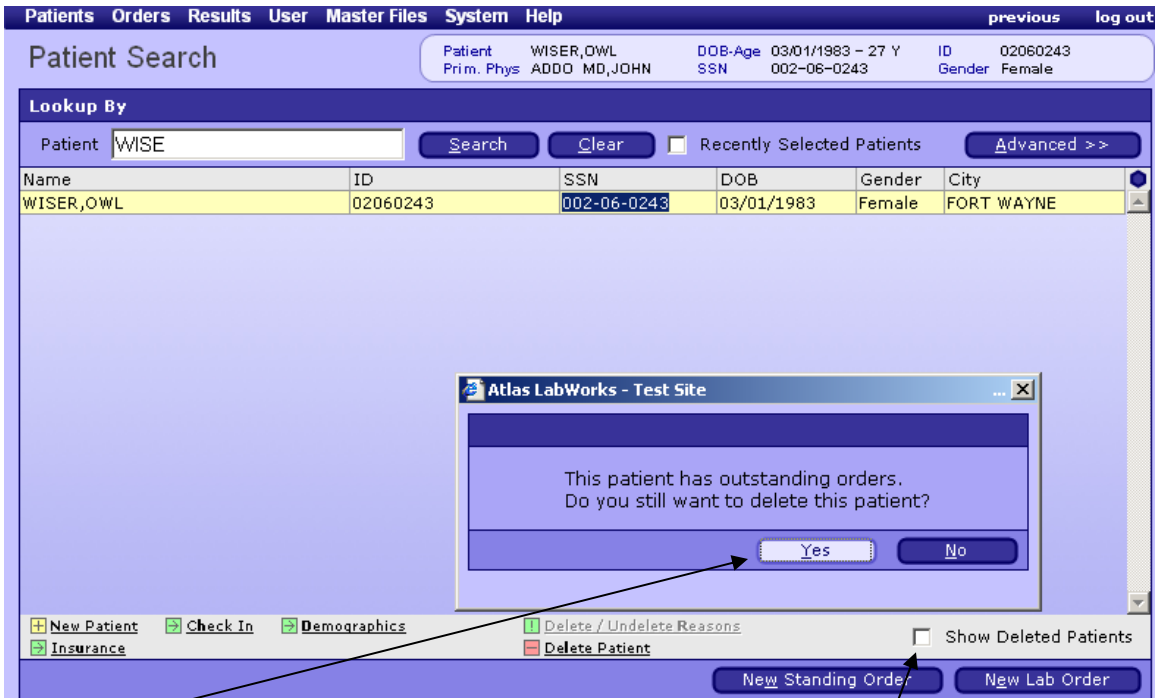 Patients Orders Results User Master Files System Help previous log out
Patient Search
Patient WISER,OWL DOB-Age 03/01/1983 - 27 Y ID 02060243
Prim. Phys ADDO MD,JOHN SSN 002-06-0243 Gender Female
Lookup By
Patient WISE Search Clear Recently Selected Patients Advanced >>
Name ID SSN DOB Gender City
WISER,OWL 02060243 002-06-0243 03/01/1983 Female FORT WAYNE
Atlas LabWorks - Test Site ...
This patient has outstanding orders.
Do you still want to delete this patient?
Yes No
New Patient Check In Demographics Delete / Undelete Reasons
Insurance Delete Patient Show Deleted Patients
New Standing Order New Lab Order